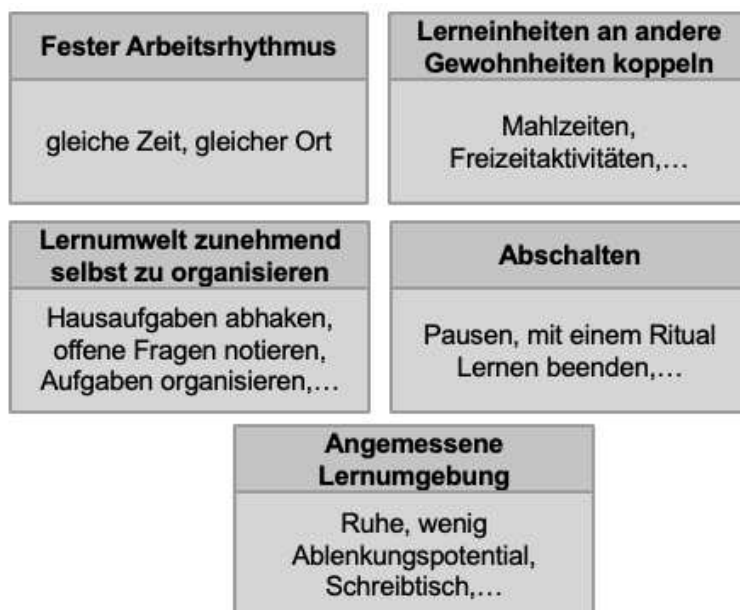 Fester Arbeitsrhythmus
gleiche Zeit, gleicher Ort
Lerneinheiten an andere
Gewohnheiten koppeln
Mahlzeiten,
Freizeitaktivitäten,…
Lernumwelt zunehmend
selbst zu organisieren
Hausaufgaben abhaken,
offene Fragen notieren,
Aufgaben organisieren,…
Abschalten
Pausen, mit einem Ritual
Lernen beenden,…
Angemessene
Lernumgebung
Ruhe, wenig
Ablenkungspotential,
Schreibtisch,…